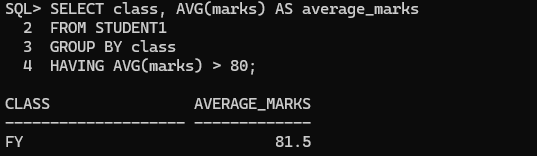 SQL> SELECT class, AVG(marks) AS average_marks
  2  FROM STUDENT1
  3  GROUP BY class
  4  HAVING AVG(marks) > 80;

CLASS                AVERAGE_MARKS
-------------------- -------------
FY                            81.5